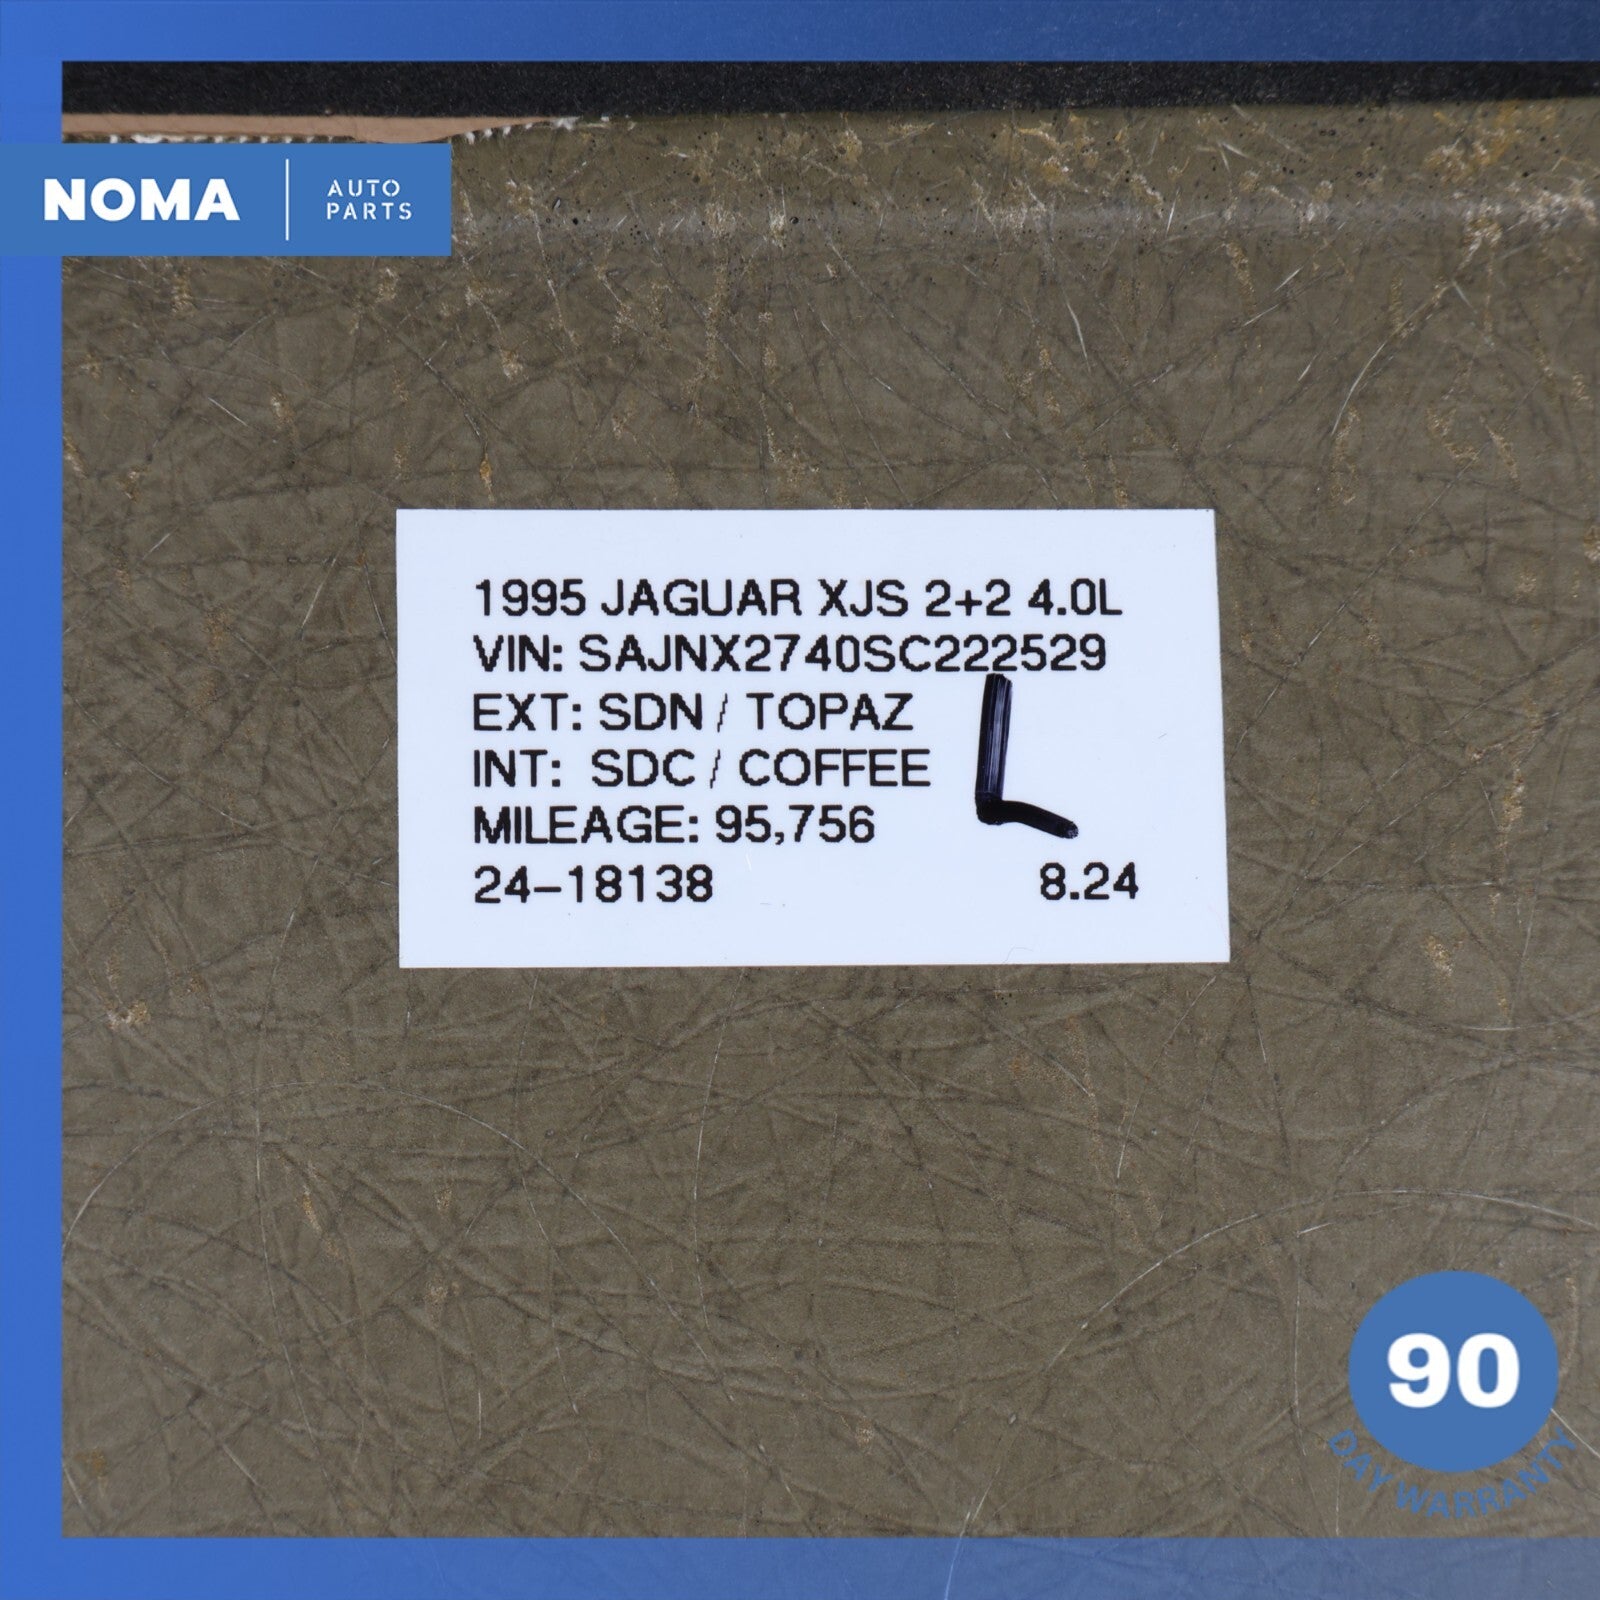 NOMA
AUTO
PARTS
1995 JAGUAR XJS 2+2 4.0L
VIN: SAJNX2740SC222529
EXT: SDN / TOPAZ
INT: SDC / COFFEE
MILEAGE: 95,756
L
24-18138 8.24
90
DAY WARRANTY